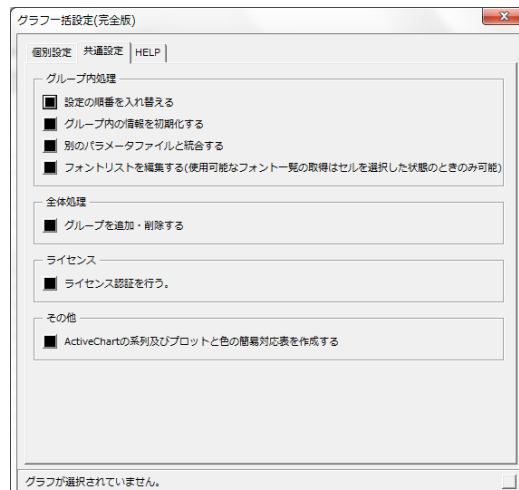 グラフ一括設定(完全版)
個別設定 共通設定 HELP
グループ内処理
設定の順番を入れ替える
グループ内の情報を初期化する
別のパラメータファイルと統合する
フォントリストを編集する(使用可能なフォント一覧の取得はセルを選択した状態のときのみ可能)
全体処理
グループを追加・削除する
ライセンス
ライセンス認証を行う。
その他
ActiveChartの系列及びプロットと色の簡易対応表を作成する
グラフが選択されていません。